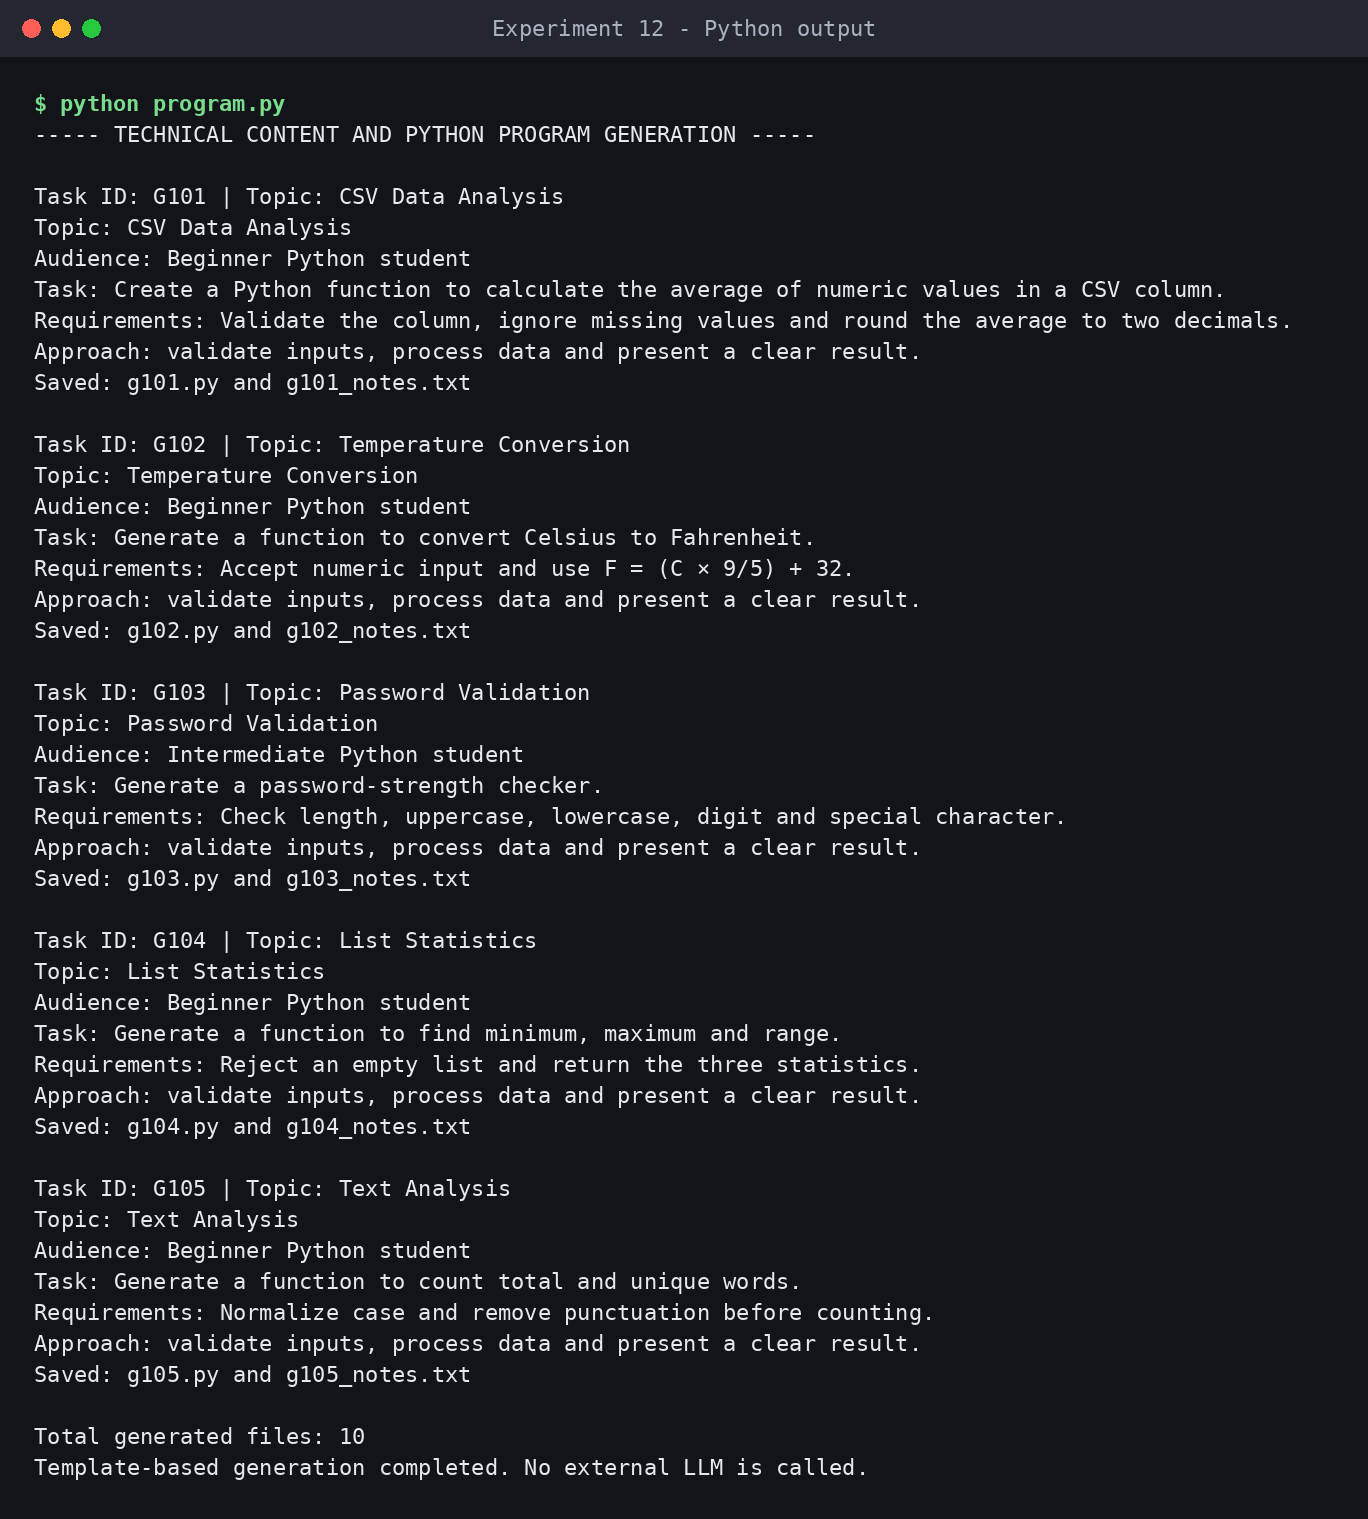 Experiment 12 - Python output
$ python program.py
----- TECHNICAL CONTENT AND PYTHON PROGRAM GENERATION -----
Task ID: G101 | Topic: CSV Data Analysis
Topic: CSV Data Analysis
Audience: Beginner Python student
Task: Create a Python function to calculate the average of numeric values in a CSV column.
Requirements: Validate the column, ignore missing values and round the average to two decimals.
Approach: validate inputs, process data and present a clear result.
Saved: g101.py and g101_notes.txt
Task ID: G102 | Topic: Temperature Conversion
Topic: Temperature Conversion
Audience: Beginner Python student
Task: Generate a function to convert Celsius to Fahrenheit.
Requirements: Accept numeric input and use F = (C × 9/5) + 32.
Approach: validate inputs, process data and present a clear result.
Saved: g102.py and g102_notes.txt
Task ID: G103 | Topic: Password Validation
Topic: Password Validation
Audience: Intermediate Python student
Task: Generate a password-strength checker.
Requirements: Check length, uppercase, lowercase, digit and special character.
Approach: validate inputs, process data and present a clear result.
Saved: g103.py and g103_notes.txt
Task ID: G104 | Topic: List Statistics
Topic: List Statistics
Audience: Beginner Python student
Task: Generate a function to find minimum, maximum and range.
Requirements: Reject an empty list and return the three statistics.
Approach: validate inputs, process data and present a clear result.
Saved: g104.py and g104_notes.txt
Task ID: G105 | Topic: Text Analysis
Topic: Text Analysis
Audience: Beginner Python student
Task: Generate a function to count total and unique words.
Requirements: Normalize case and remove punctuation before counting.
Approach: validate inputs, process data and present a clear result.
Saved: g105.py and g105_notes.txt
Total generated files: 10
Template-based generation completed. No external LLM is called.